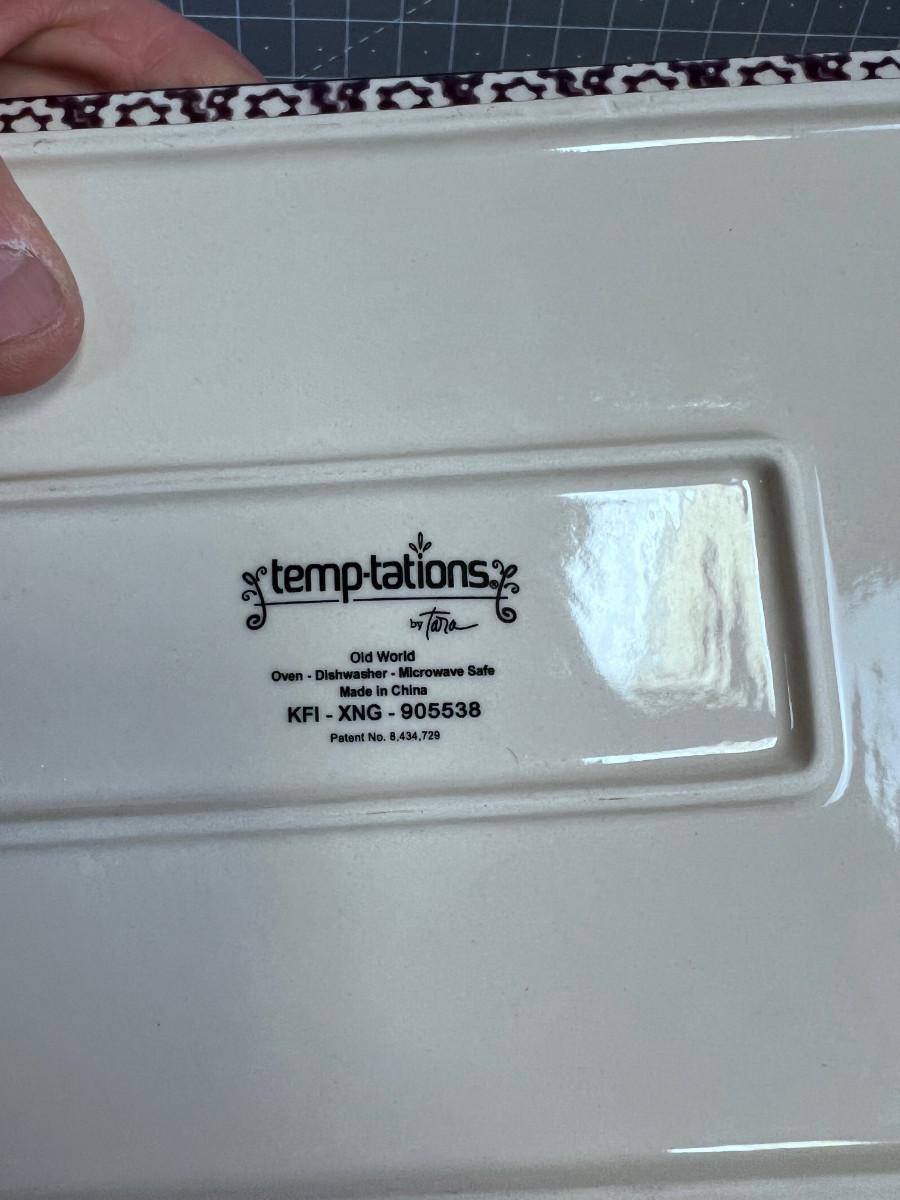 temp-tations®
by Tara
Old World
Oven - Dishwasher - Microwave Safe
Made in China
KFI - XNG - 905538
Patent No. 8,434,729